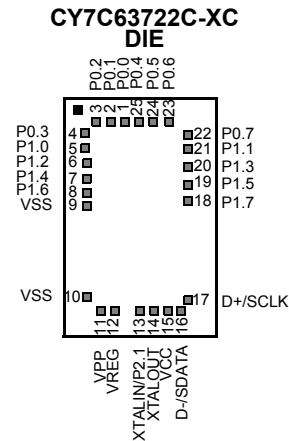 CY7C63722C-XC
DIE
P0.2
P0.1
P0.0
P0.4
P0.5
P0.6
3
2
1
25
24
23
P0.3 4
P1.0 5
P1.2 6
P1.4 7
P1.6 8
VSS 9
22 P0.7
21 P1.1
20 P1.3
19 P1.5
18 P1.7
VSS 10
17 D+/SCLK
11
12
13
14
15
16
VPP
VREG
XTALIN/P2.1
XTALOUT
VCC
D-/SDATA